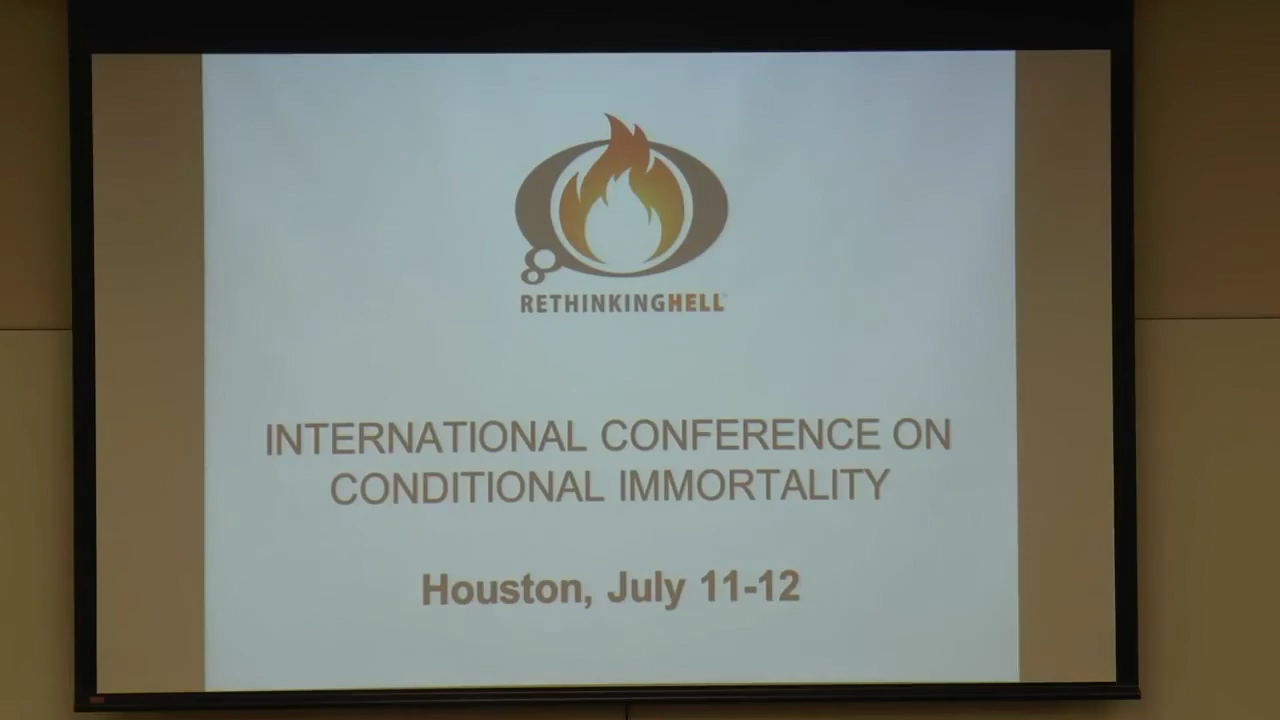 RETHINKINGHELL
INTERNATIONAL CONFERENCE ON
CONDITIONAL IMMORTALITY
Houston, July 11-12